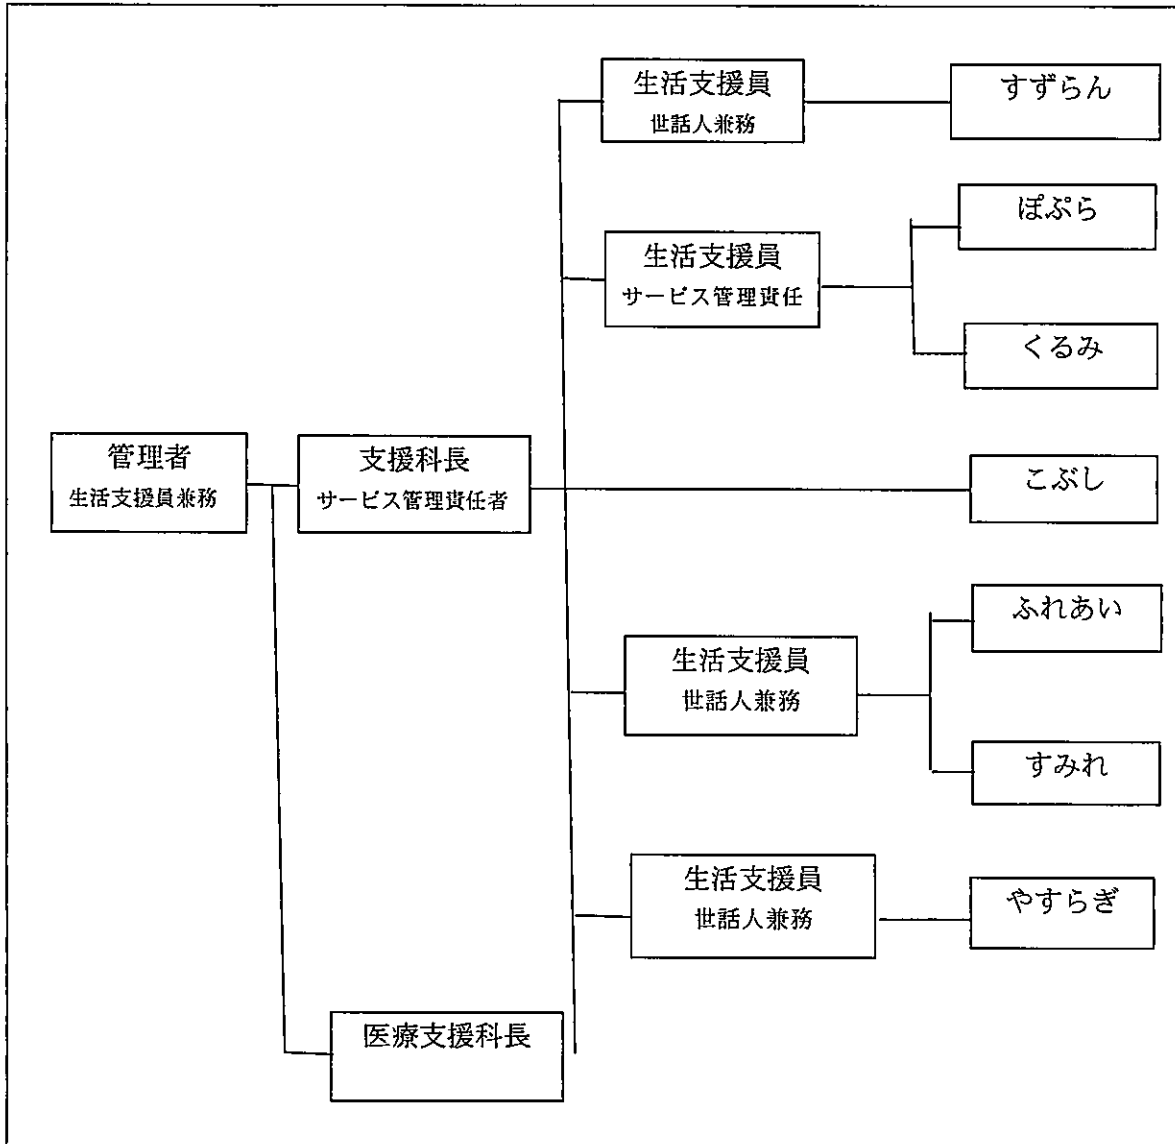 生活支援員
世話人兼務
すずらん
生活支援員
サービス管理責任
ぽぷら
くるみ
管理者
生活支援員兼務
支援科長
サービス管理責任者
こぶし
生活支援員
世話人兼務
ふれあい
すみれ
生活支援員
世話人兼務
やすらぎ
医療支援科長